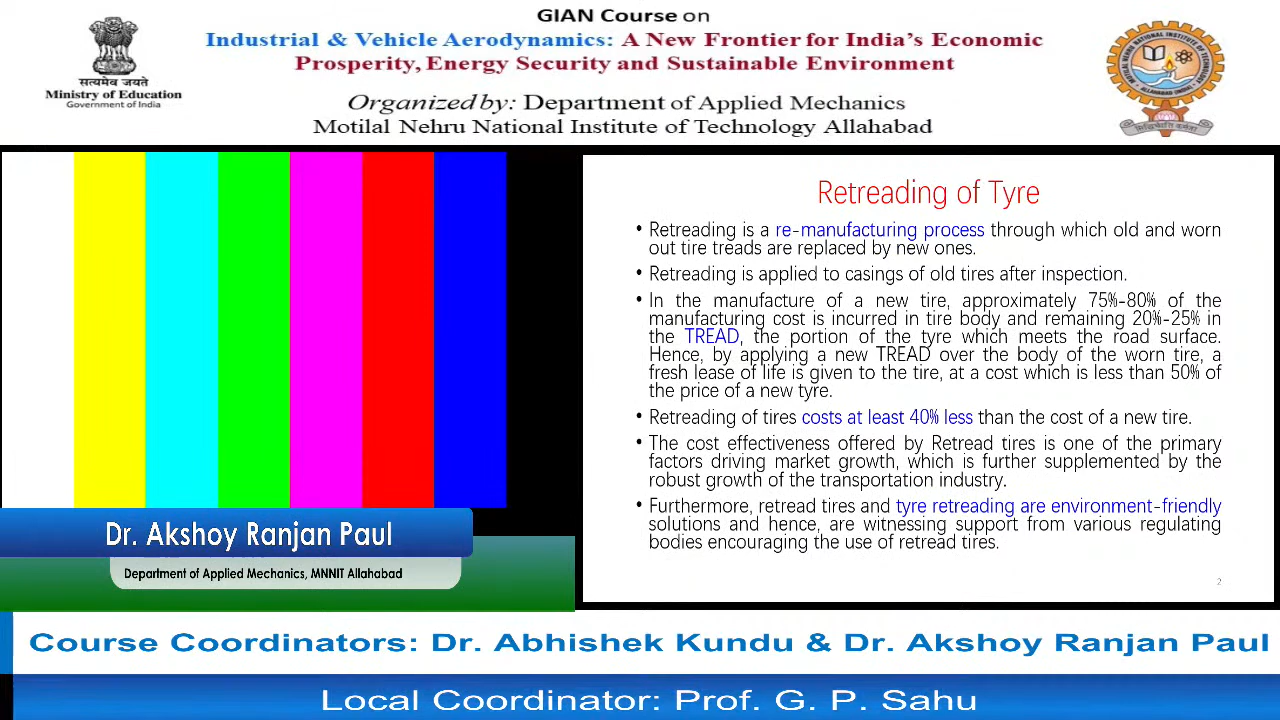 GIAN Course on
Industrial & Vehicle Aerodynamics: A New Frontier for India's Economic
Prosperity, Energy Security and Sustainable Environment
Organized by: Department of Applied Mechanics
Motilal Nehru National Institute of Technology Allahabad
सत्यमेव जयते
Ministry of Education
Government of India
Retreading of Tyre
• Retreading is a re-manufacturing process through which old and worn
out tire treads are replaced by new ones.
• Retreading is applied to casings of old tires after inspection.
• In the manufacture of a new tire, approximately 75%-80% of the
manufacturing cost is incurred in tire body and remaining 20%-25% in
the TREAD, the portion of the tyre which meets the road surface.
Hence, by applying a new TREAD over the body of the worn tire, a
fresh lease of life is given to the tire, at a cost which is less than 50% of
the price of a new tyre.
• Retreading of tires costs at least 40% less than the cost of a new tire.
• The cost effectiveness offered by Retread tires is one of the primary
factors driving market growth, which is further supplemented by the
robust growth of the transportation industry.
• Furthermore, retread tires and tyre retreading are environment-friendly
solutions and hence, are witnessing support from various regulating
bodies encouraging the use of retread tires.
2
Dr. Akshoy Ranjan Paul
Department of Applied Mechanics, MNNIT Allahabad
Course Coordinators: Dr. Abhishek Kundu & Dr. Akshoy Ranjan Paul
Local Coordinator: Prof. G. P. Sahu